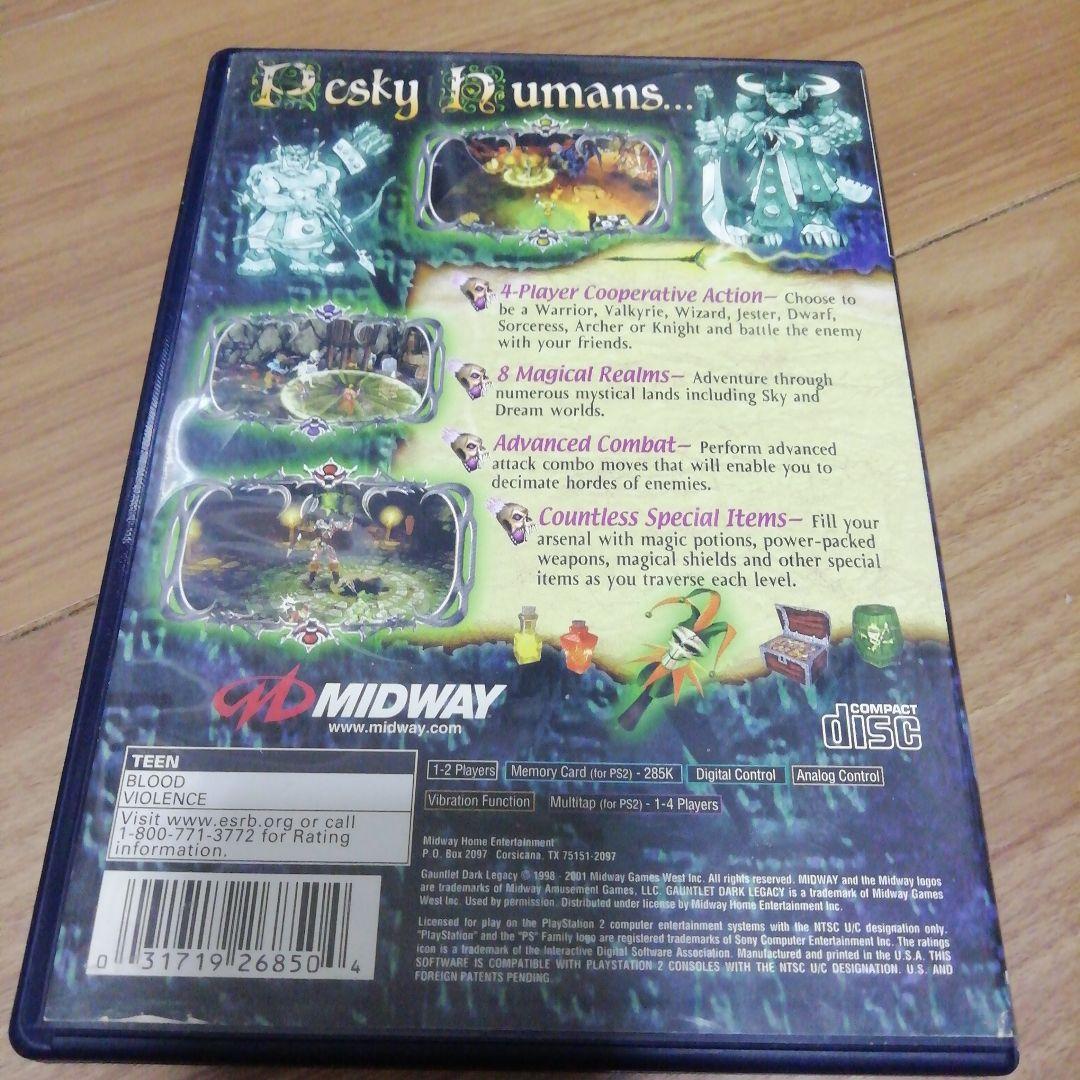 Pesky Humans...
4-Player Cooperative Action– Choose to
be a Warrior, Valkyrie, Wizard, Jester, Dwarf,
Sorceress, Archer or Knight and battle the enemy
with your friends.
8 Magical Realms– Adventure through
numerous mystical lands including Sky and
Dream worlds.
Advanced Combat– Perform advanced
attack combo moves that will enable you to
decimate hordes of enemies.
Countless Special Items– Fill your
arsenal with magic potions, power-packed
weapons, magical shields and other special
items as you traverse each level.
MIDWAY
www.midway.com
COMPACT
disc
TEEN
BLOOD
VIOLENCE
Visit www.esrb.org or call
1-800-771-3772 for Rating
information.
1-2 Players Memory Card (for PS2) - 285K Digital Control Analog Control
Vibration Function Multitap (for PS2) - 1-4 Players
Midway Home Entertainment
P.O. Box 2097 Corsicana, TX 75151-2097
Gauntlet Dark Legacy © 1998 - 2001 Midway Games West Inc. All rights reserved. MIDWAY and the Midway logos
are trademarks of Midway Amusement Games, LLC. GAUNTLET DARK LEGACY is a trademark of Midway Games
West Inc. Used by permission. Distributed under license by Midway Home Entertainment Inc.
Licensed for play on the PlayStation 2 computer entertainment systems with the NTSC U/C designation only.
"PlayStation" and the "PS" Family logo are registered trademarks of Sony Computer Entertainment Inc. The ratings
icon is a trademark of the Interactive Digital Software Association. Manufactured and printed in the U.S.A. THIS
SOFTWARE IS COMPATIBLE WITH PLAYSTATION 2 CONSOLES WITH THE NTSC U/C DESIGNATION. U.S. AND
FOREIGN PATENTS PENDING.
0 31719 26850 4